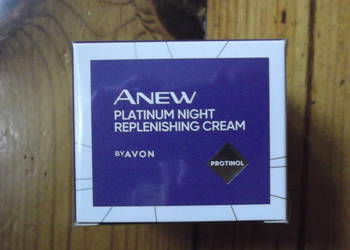 ANEW
PLATINUM NIGHT
REPLENISHING CREAM
BY AVON
PROTINOL